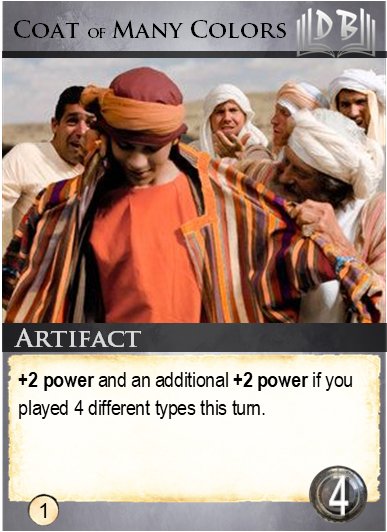 Coat of Many Colors
DB
Artifact
+2 power and an additional +2 power if you
played 4 different types this turn.
1
4